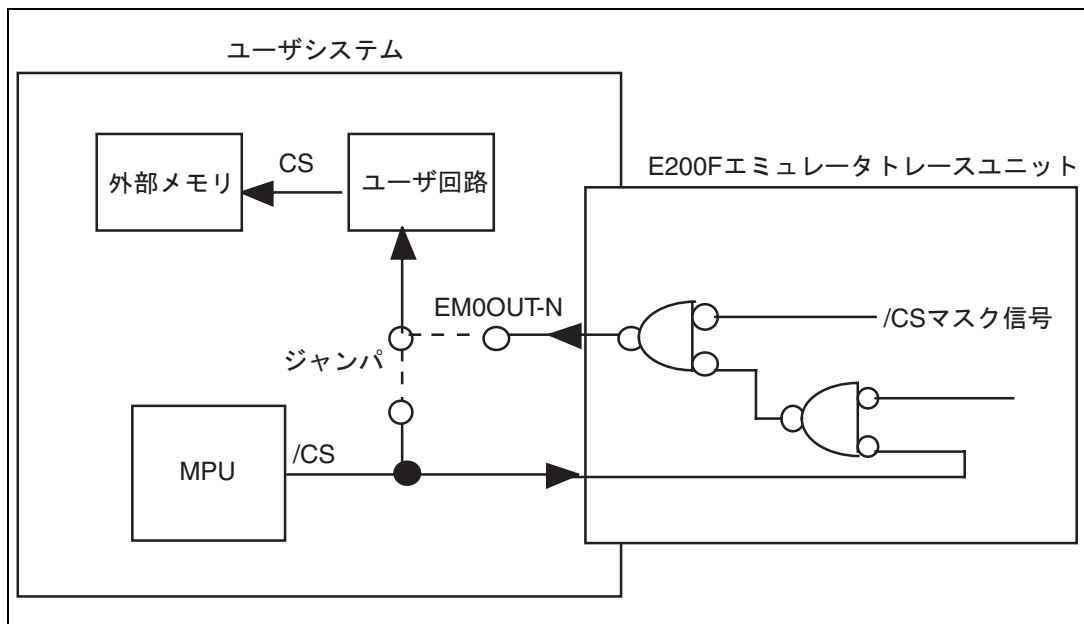 ユーザシステム
外部メモリ
CS
ユーザ回路
E200Fエミュレータトレースユニット
EM0OUT-N
/CSマスク信号
ジャンパ
MPU
/CS